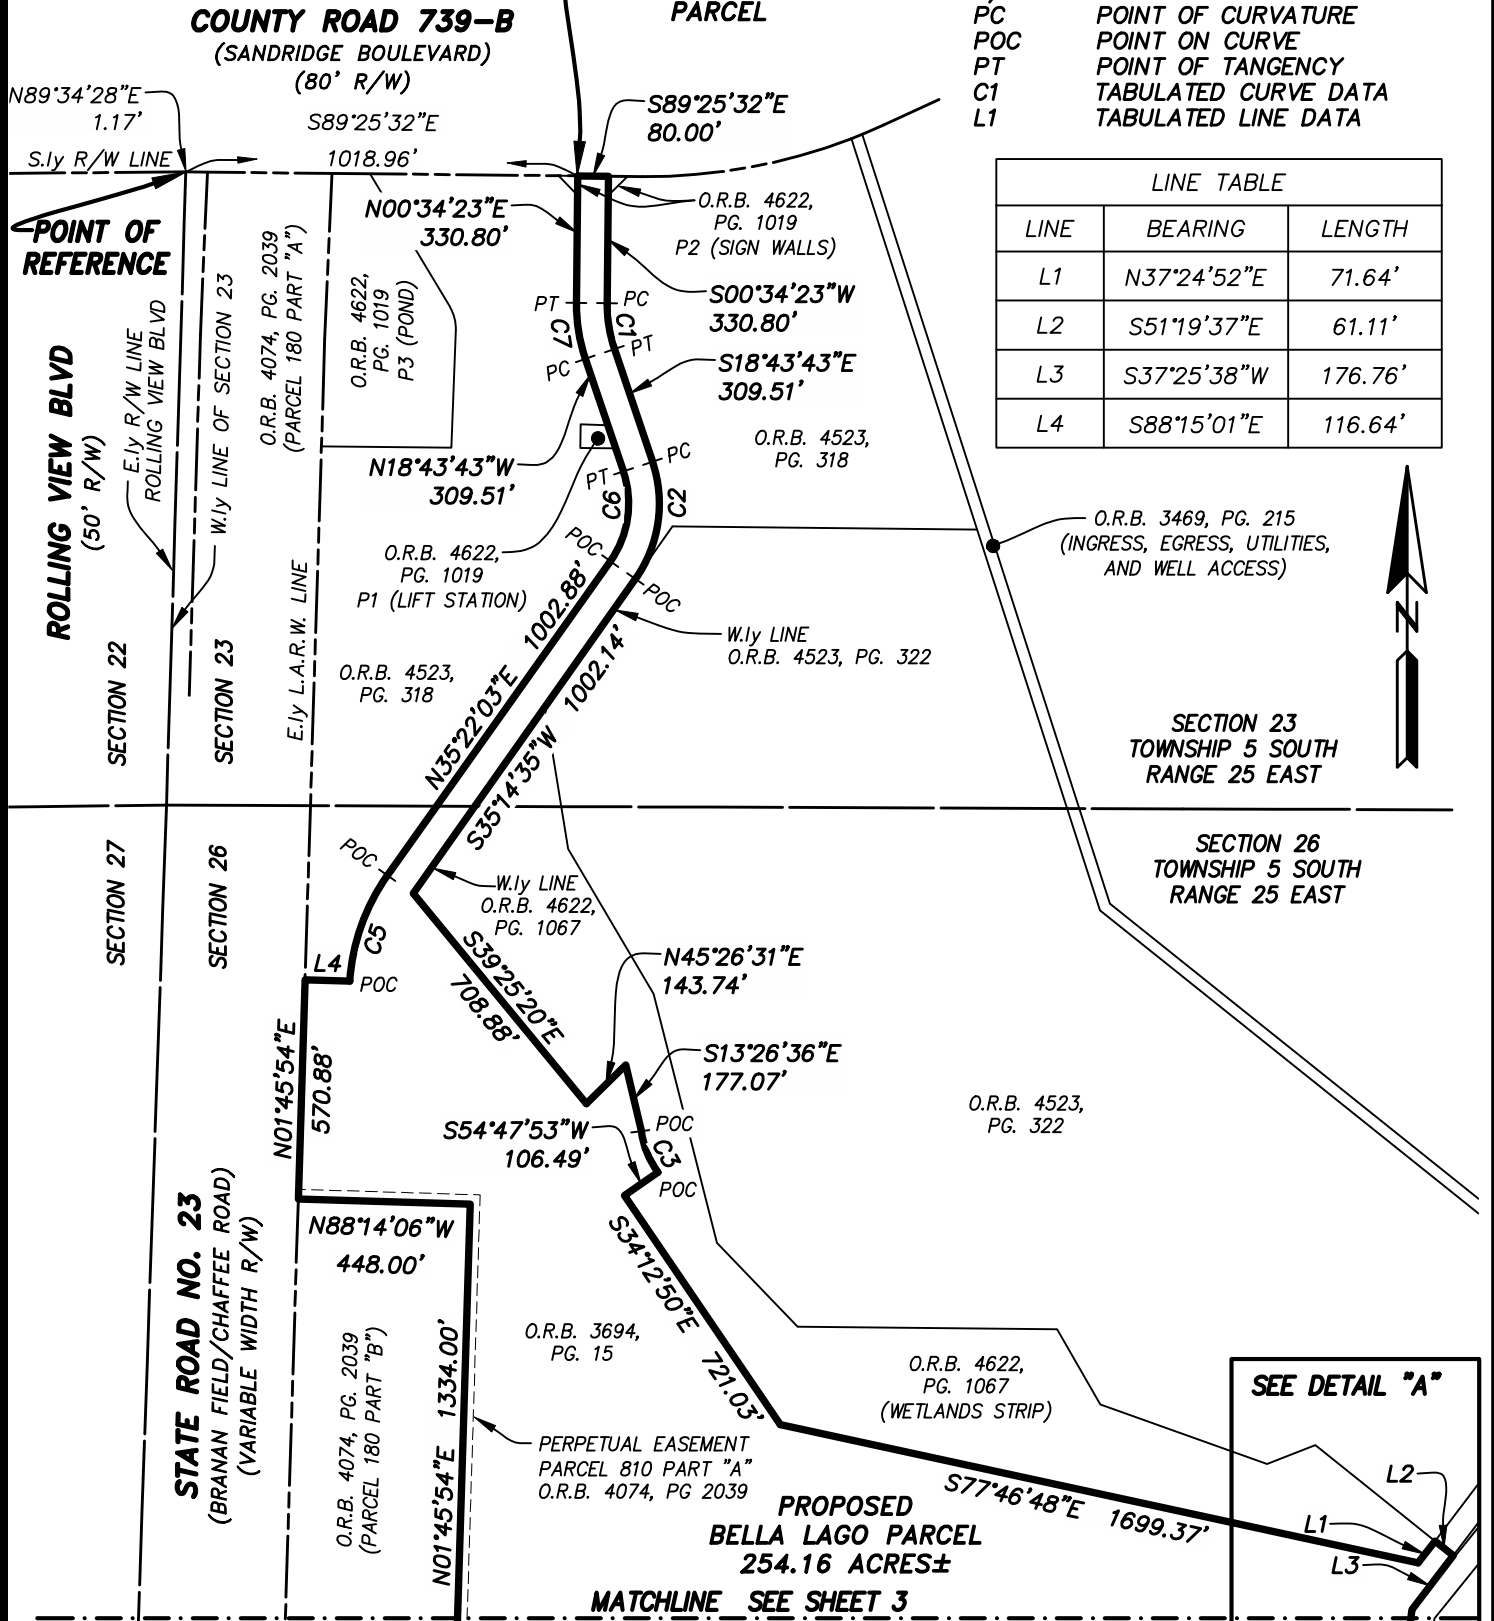 COUNTY ROAD 739-B
(SANDRIDGE BOULEVARD)
(80' R/W)
PARCEL
PC POINT OF CURVATURE
POC POINT ON CURVE
PT POINT OF TANGENCY
C1 TABULATED CURVE DATA
L1 TABULATED LINE DATA
N89°34'28"E
1.17'
S89°25'32"E
1018.96'
S.ly R/W LINE
S89°25'32"E
80.00'
POINT OF
REFERENCE
N00°34'23"E
330.80'
O.R.B. 4622,
PG. 1019
P2 (SIGN WALLS)
S00°34'23"W
330.80'
PT
PC
C7
C1
PC
PT
S18°43'43"E
309.51'
LINE TABLE
LINE BEARING LENGTH
L1 N37°24'52"E 71.64'
L2 S51°19'37"E 61.11'
L3 S37°25'38"W 176.76'
L4 S88°15'01"E 116.64'
ROLLING VIEW BLVD
(50' R/W)
E.ly R/W LINE
ROLLING VIEW BLVD
W.ly LINE OF SECTION 23
O.R.B. 4074, PG. 2039
(PARCEL 180 PART "A")
O.R.B. 4622,
PG. 1019
P3 (POND)
N18°43'43"W
309.51'
PT
PC
C6
C2
O.R.B. 4523,
PG. 318
O.R.B. 4622,
PG. 1019
P1 (LIFT STATION)
POC
POC
O.R.B. 3469, PG. 215
(INGRESS, EGRESS, UTILITIES,
AND WELL ACCESS)
N
W.ly LINE
O.R.B. 4523, PG. 322
E.ly L.A.R.W. LINE
SECTION 22
SECTION 23
O.R.B. 4523,
PG. 318
N35°22'03"E 1002.88'
S35°14'35"W 1002.14'
SECTION 23
TOWNSHIP 5 SOUTH
RANGE 25 EAST
SECTION 27
SECTION 26
SECTION 26
TOWNSHIP 5 SOUTH
RANGE 25 EAST
POC
C5
L4
POC
W.ly LINE
O.R.B. 4622,
PG. 1067
S39°25'20"E
708.88'
N45°26'31"E
143.74'
S13°26'36"E
177.07'
N01°45'54"E
570.88'
S54°47'53"W
106.49'
POC
C3
POC
O.R.B. 4523,
PG. 322
STATE ROAD NO. 23
(BRANAN FIELD/CHAFFEE ROAD)
(VARIABLE WIDTH R/W)
N88°14'06"W
448.00'
S34°12'50"E 721.03'
O.R.B. 3694,
PG. 15
O.R.B. 4622,
PG. 1067
(WETLANDS STRIP)
O.R.B. 4074, PG. 2039
(PARCEL 180 PART "B")
N01°45'54"E 1334.00'
PERPETUAL EASEMENT
PARCEL 810 PART "A"
O.R.B. 4074, PG 2039
S77°46'48"E 1699.37'
SEE DETAIL "A"
L2
L1
L3
PROPOSED
BELLA LAGO PARCEL
254.16 ACRES±
MATCHLINE SEE SHEET 3